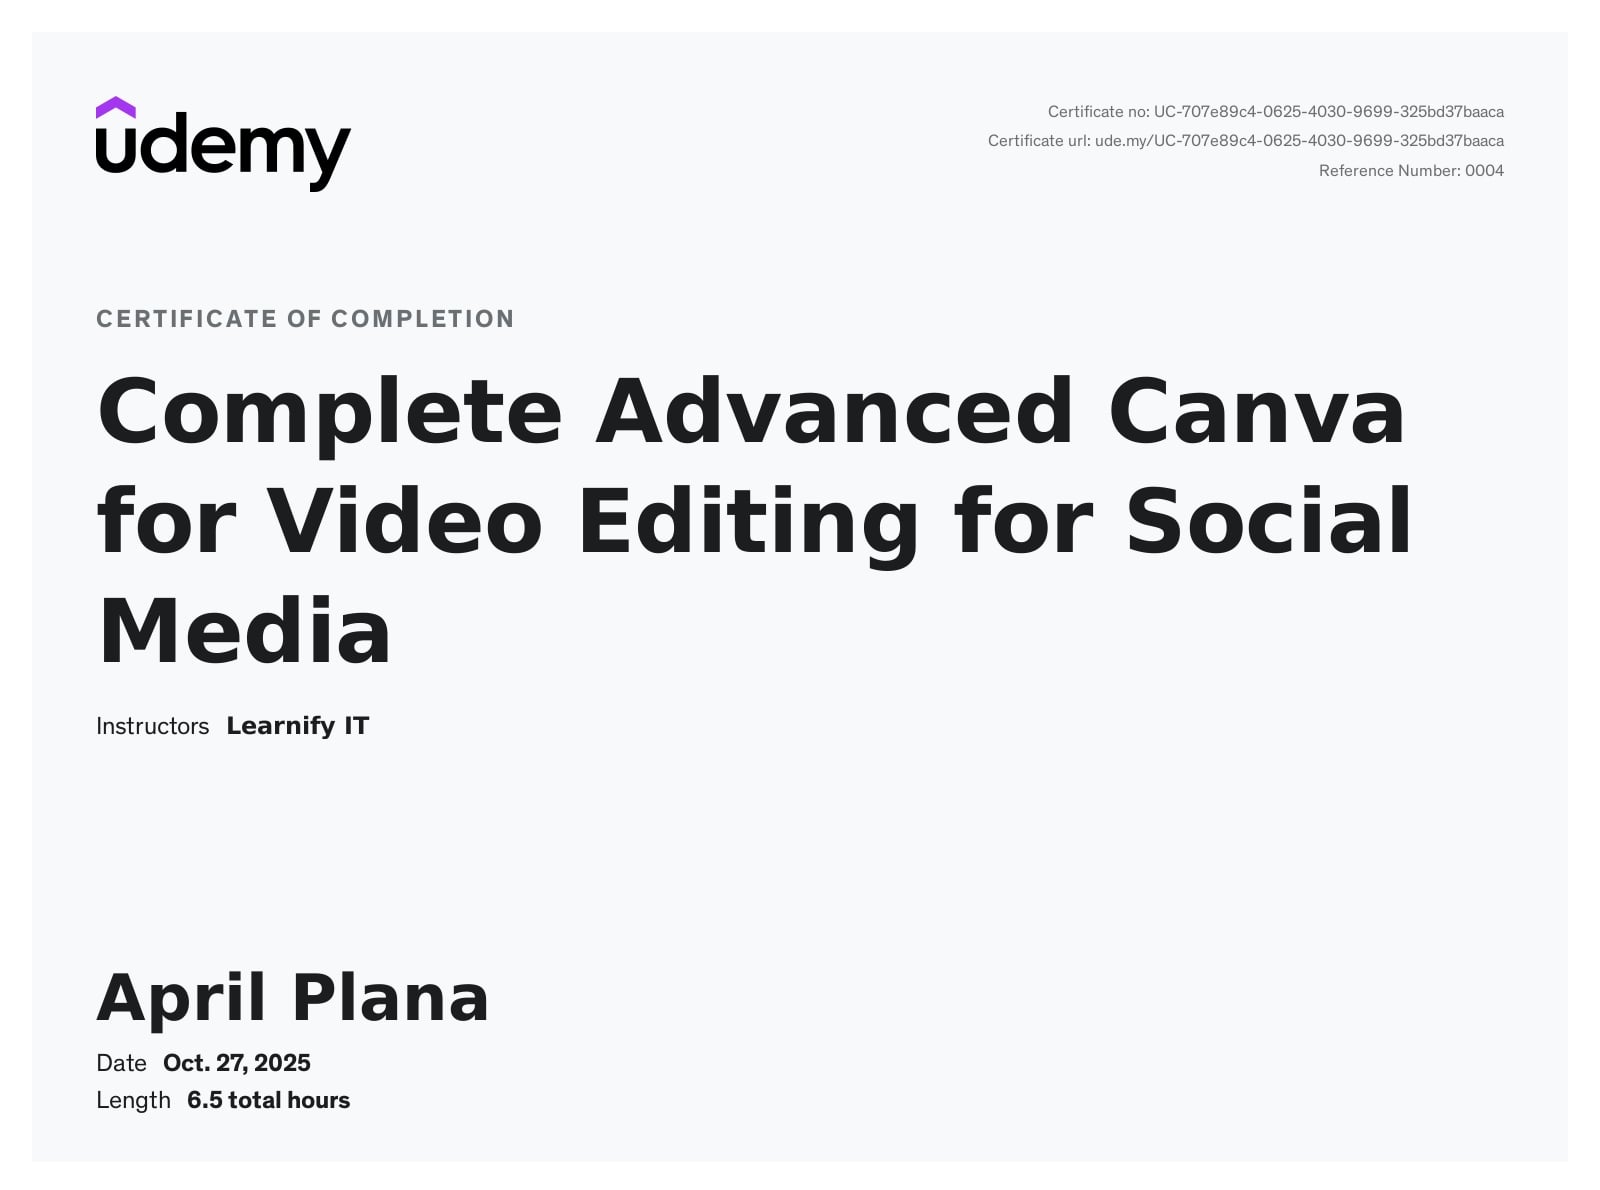 udemy
Certificate no: UC-707e89c4-0625-4030-9699-325bd37baaca
Certificate url: ude.my/UC-707e89c4-0625-4030-9699-325bd37baaca
Reference Number: 0004
CERTIFICATE OF COMPLETION
Complete Advanced Canva
for Video Editing for Social
Media
Instructors Learnify IT
April Plana
Date Oct. 27, 2025
Length 6.5 total hours